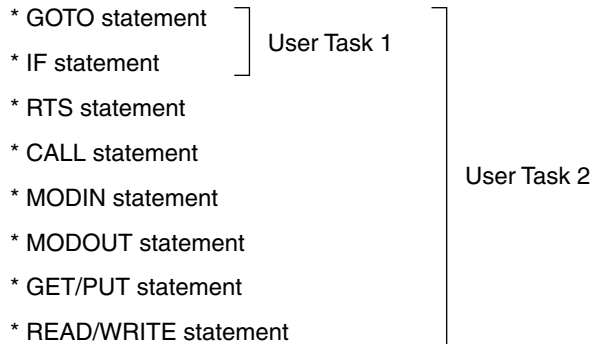 * GOTO statement
User Task 1
* IF statement
* RTS statement
* CALL statement
User Task 2
* MODIN statement
* MODOUT statement
* GET/PUT statement
* READ/WRITE statement